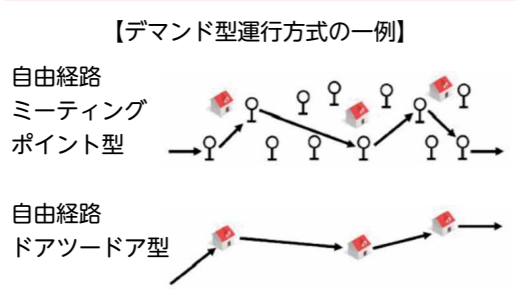 【デマンド型運行方式の一例】
自由経路
ミーティング
ポイント型
自由経路
ドアツードア型